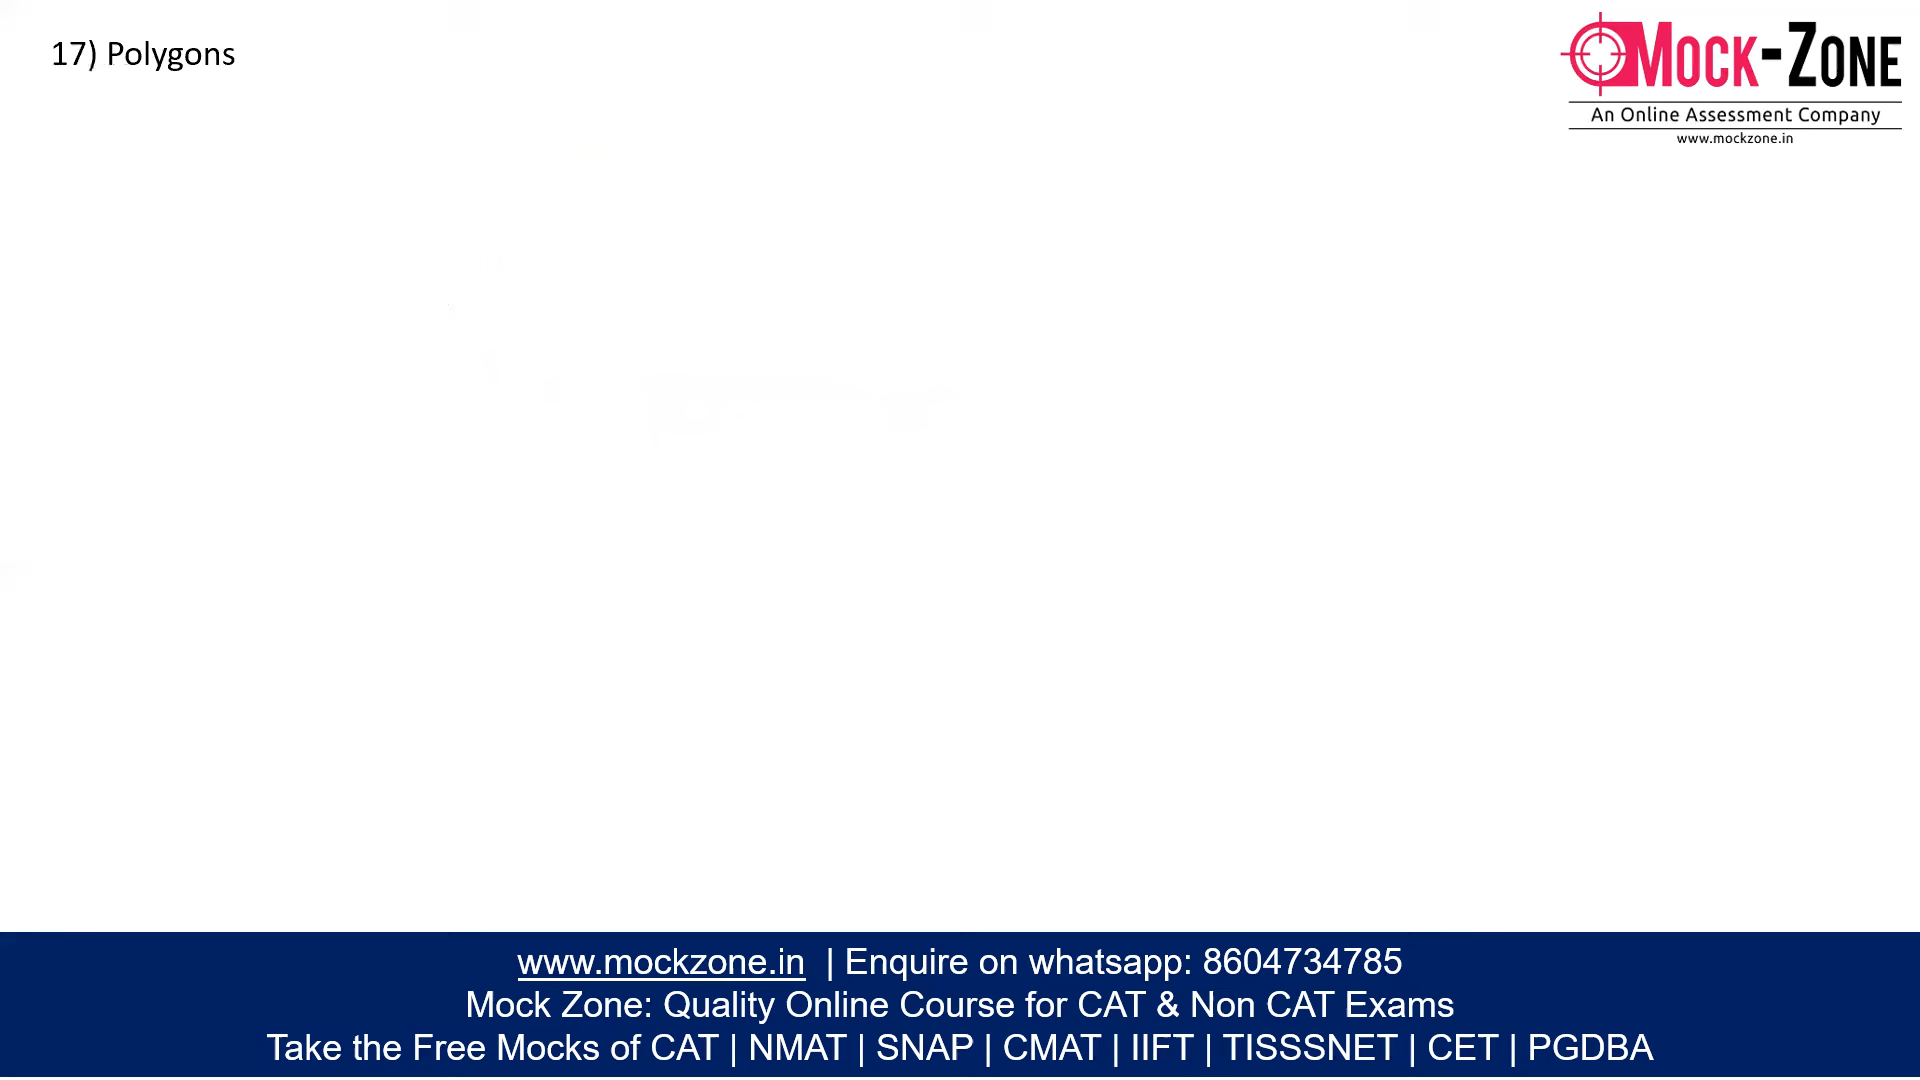 17) Polygons
MOCK-ZONE
An Online Assessment Company
www.mockzone.in
www.mockzone.in | Enquire on whatsapp: 8604734785
Mock Zone: Quality Online Course for CAT & Non CAT Exams
Take the Free Mocks of CAT | NMAT | SNAP | CMAT | IIFT | TISSSNET | CET | PGDBA